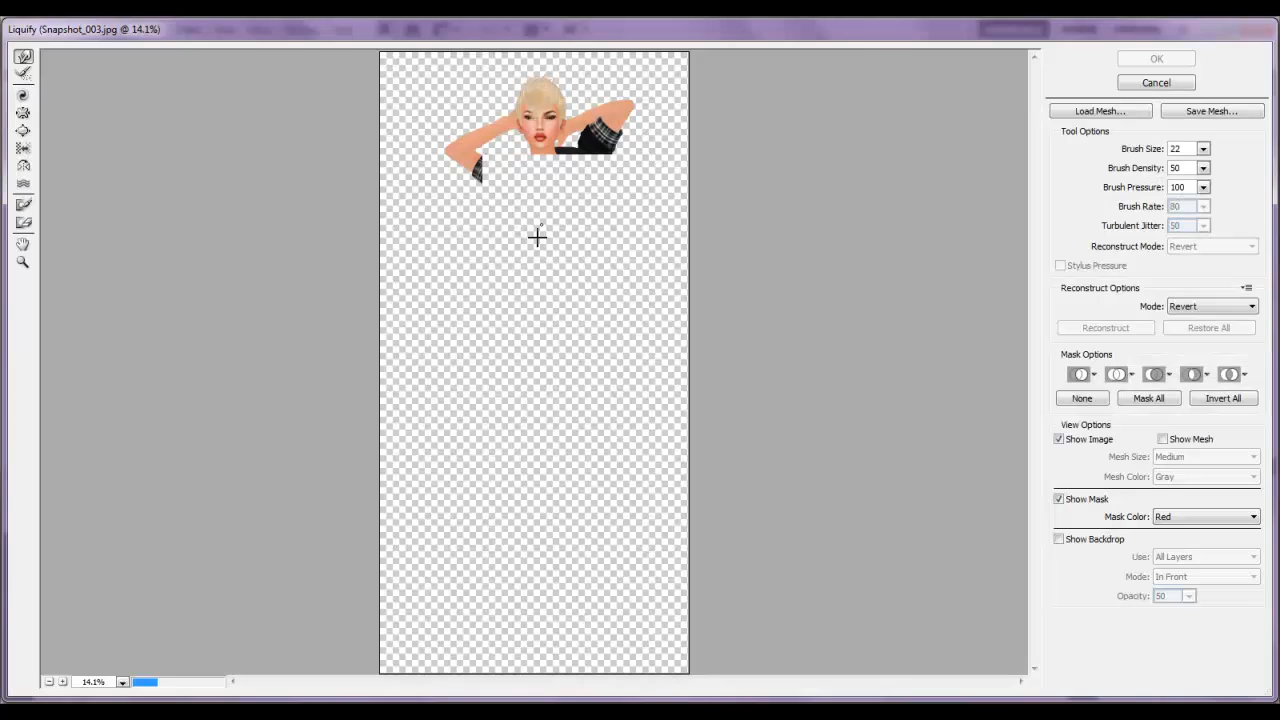 Liquify (Snapshot_003.jpg @ 14.1%)
OK
Cancel
Load Mesh... Save Mesh...
Tool Options
Brush Size: 22
Brush Density: 50
Brush Pressure: 100
Brush Rate: 80
Turbulent Jitter: 50
Reconstruct Mode: Revert
Stylus Pressure
Reconstruct Options
Mode: Revert
Reconstruct Restore All
Mask Options
None Mask All Invert All
View Options
Show Image Show Mesh
Mesh Size: Medium
Mesh Color: Gray
Show Mask
Mask Color: Red
Show Backdrop
Use: All Layers
Mode: In Front
Opacity: 50
14.1%